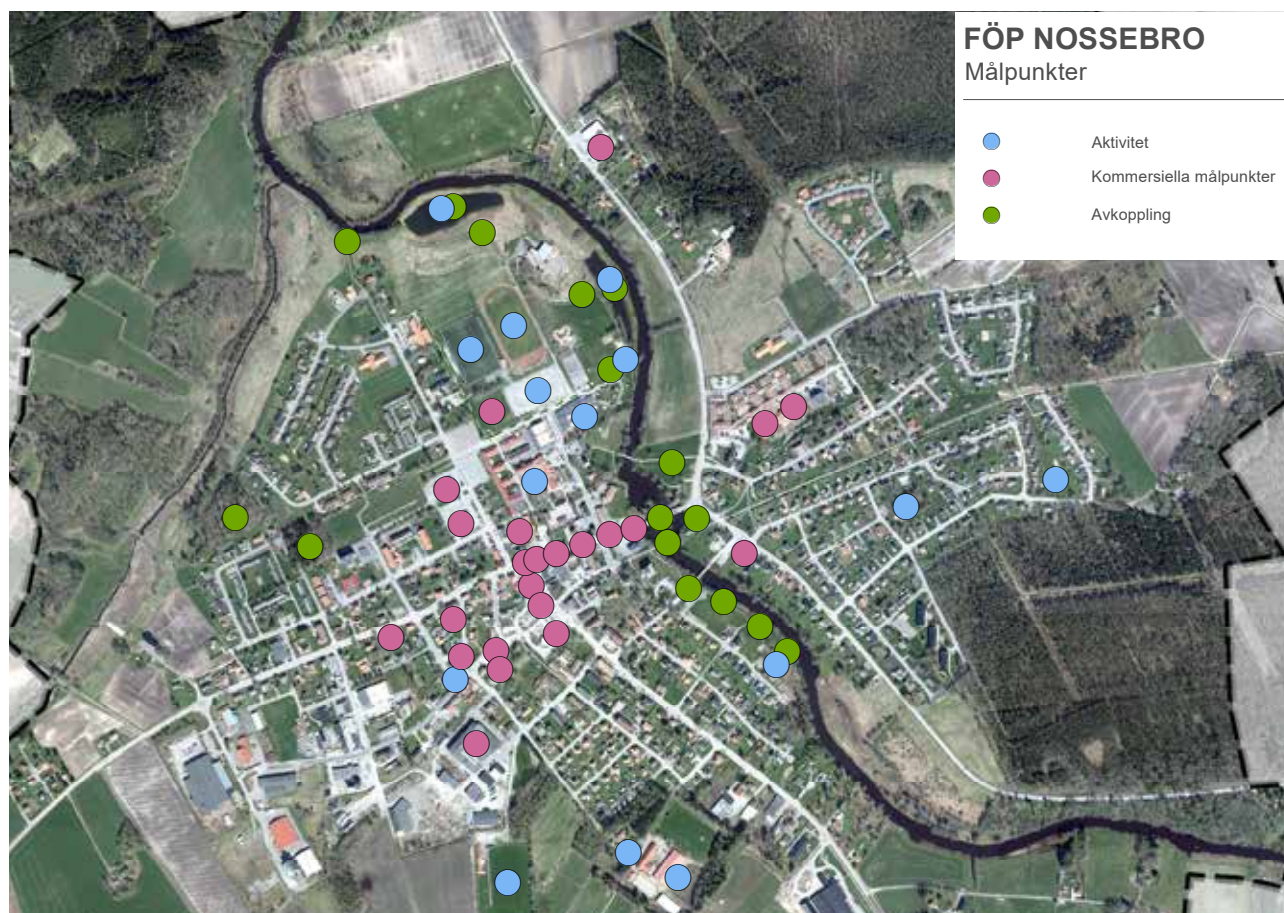 FÖP NOSSEBRO
Målpunkter
Aktivitet
Kommersiella målpunkter
Avkoppling